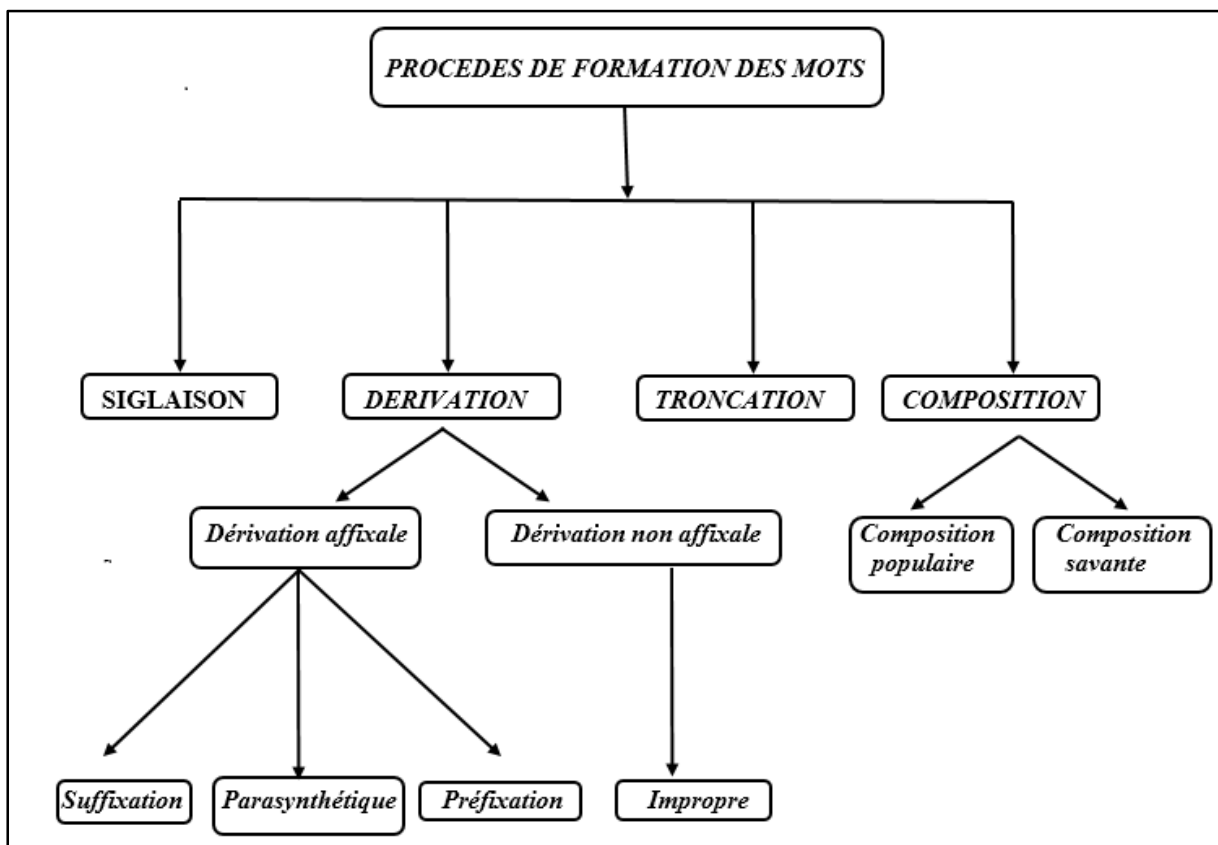 PROCEDES DE FORMATION DES MOTS
SIGLAISON
DERIVATION
TRONCATION
COMPOSITION
Dérivation affixale
Dérivation non affixale
Composition
populaire
Composition
savante
Suffixation
Parasynthétique
Préfixation
Impropre